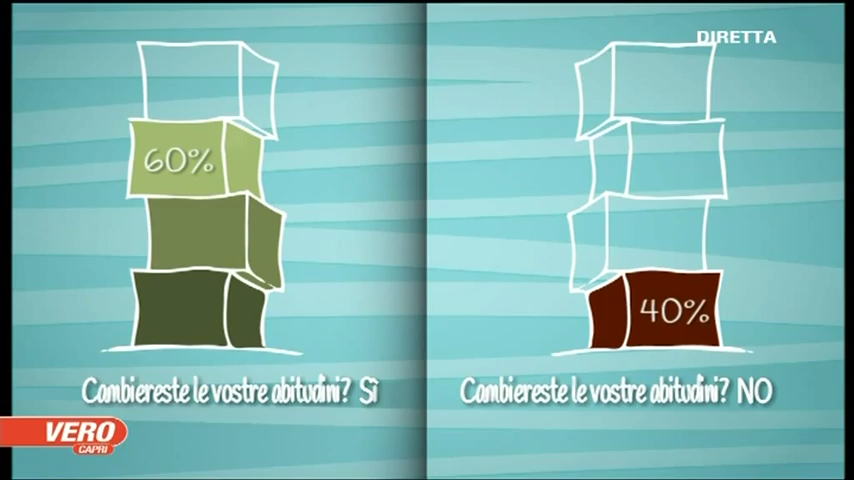 DIRETTA
60%
40%
Cambiereste le vostre abitudini? Sì
Cambiereste le vostre abitudini? NO
VERO
CAPRI